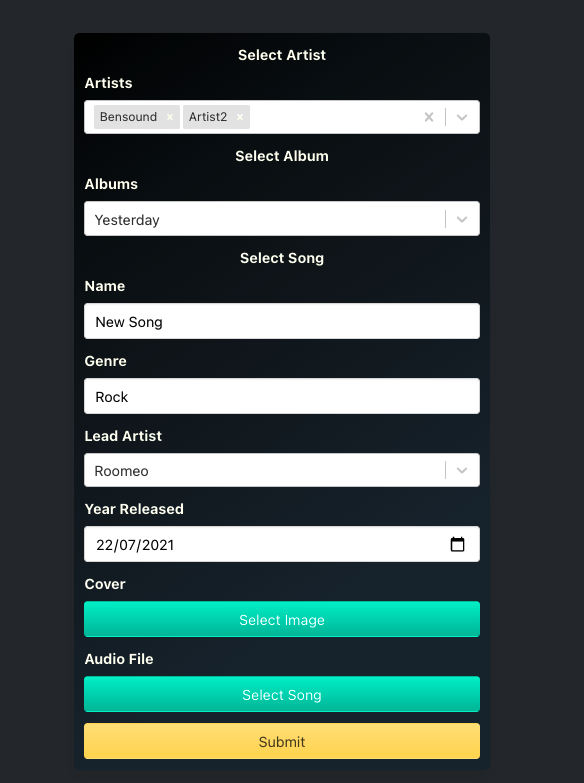 Select Artist
Artists
Bensound × Artist2 ×
Select Album
Albums
Yesterday
Select Song
Name
New Song
Genre
Rock
Lead Artist
Roomeo
Year Released
22/07/2021
Cover
Select Image
Audio File
Select Song
Submit